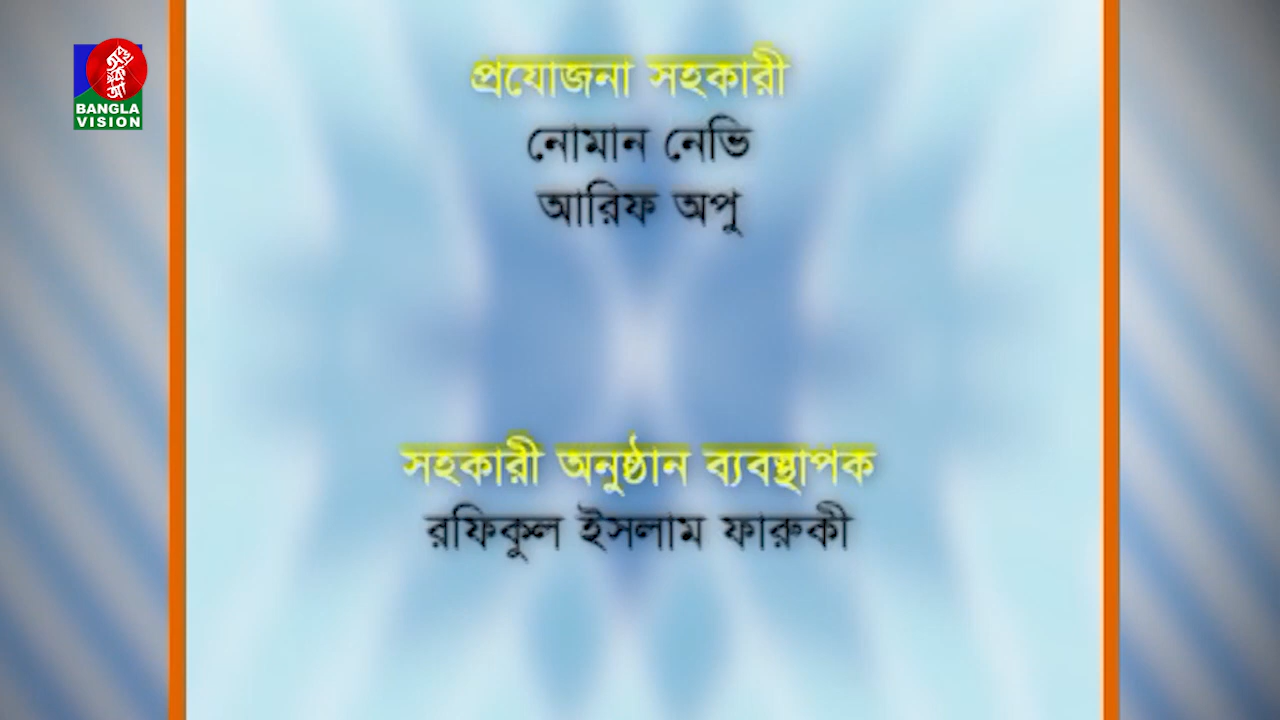 BANGLA
VISION
প্রযোজনা সহকারী
নোমান নেভি
আরিফ অপু
সহকারী অনুষ্ঠান ব্যবস্থাপক
রফিকুল ইসলাম ফারুকী